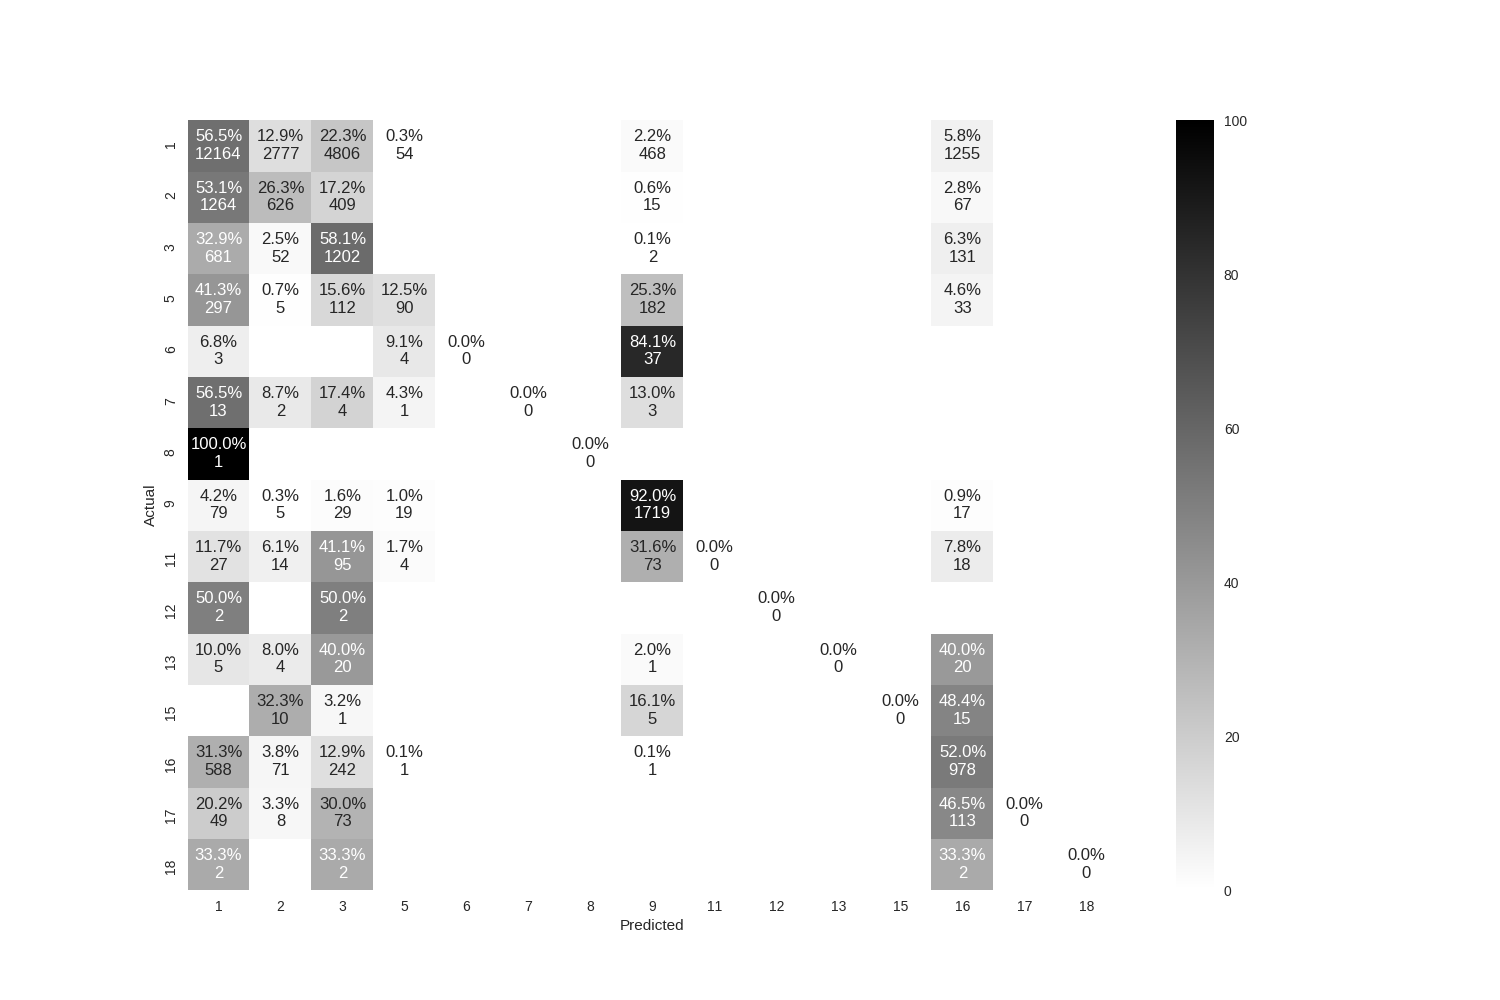 56.5% 12.9% 22.3% 0.3% 2.2% 5.8% 100
1 12164 2777 4806 54 468 1255
53.1% 26.3% 17.2% 0.6% 2.8%
2 1264 626 409 15 67
32.9% 2.5% 58.1% 0.1% 6.3%
3 681 52 1202 2 131
80
41.3% 0.7% 15.6% 12.5% 25.3% 4.6%
5 297 5 112 90 182 33
6.8% 9.1% 0.0% 84.1%
6 3 4 0 37
56.5% 8.7% 17.4% 4.3% 0.0% 13.0%
7 13 2 4 1 0 3
60
100.0% 0.0%
8 1 0
Actual
4.2% 0.3% 1.6% 1.0% 92.0% 0.9%
9 79 5 29 19 1719 17
11.7% 6.1% 41.1% 1.7% 31.6% 0.0% 7.8%
11 27 14 95 4 73 0 18
40
50.0% 50.0% 0.0%
12 2 2 0
10.0% 8.0% 40.0% 2.0% 0.0% 40.0%
13 5 4 20 1 0 20
32.3% 3.2% 16.1% 0.0% 48.4%
15 10 1 5 0 15
20
31.3% 3.8% 12.9% 0.1% 0.1% 52.0%
16 588 71 242 1 1 978
20.2% 3.3% 30.0% 46.5% 0.0%
17 49 8 73 113 0
33.3% 33.3% 33.3% 0.0%
18 2 2 2 0
0
1 2 3 5 6 7 8 9 11 12 13 15 16 17 18
Predicted